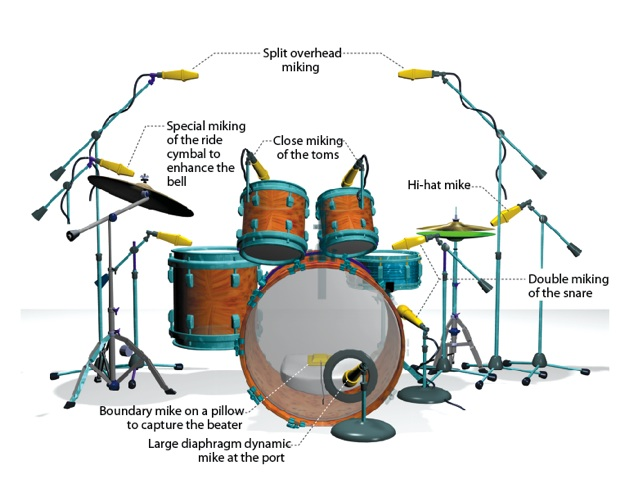 Split overhead
miking
Special miking
of the ride
cymbal to
enhance the
bell
Close miking
of the toms
Hi-hat mike
Double miking
of the snare
Boundary mike on a pillow
to capture the beater
Large diaphragm dynamic
mike at the port